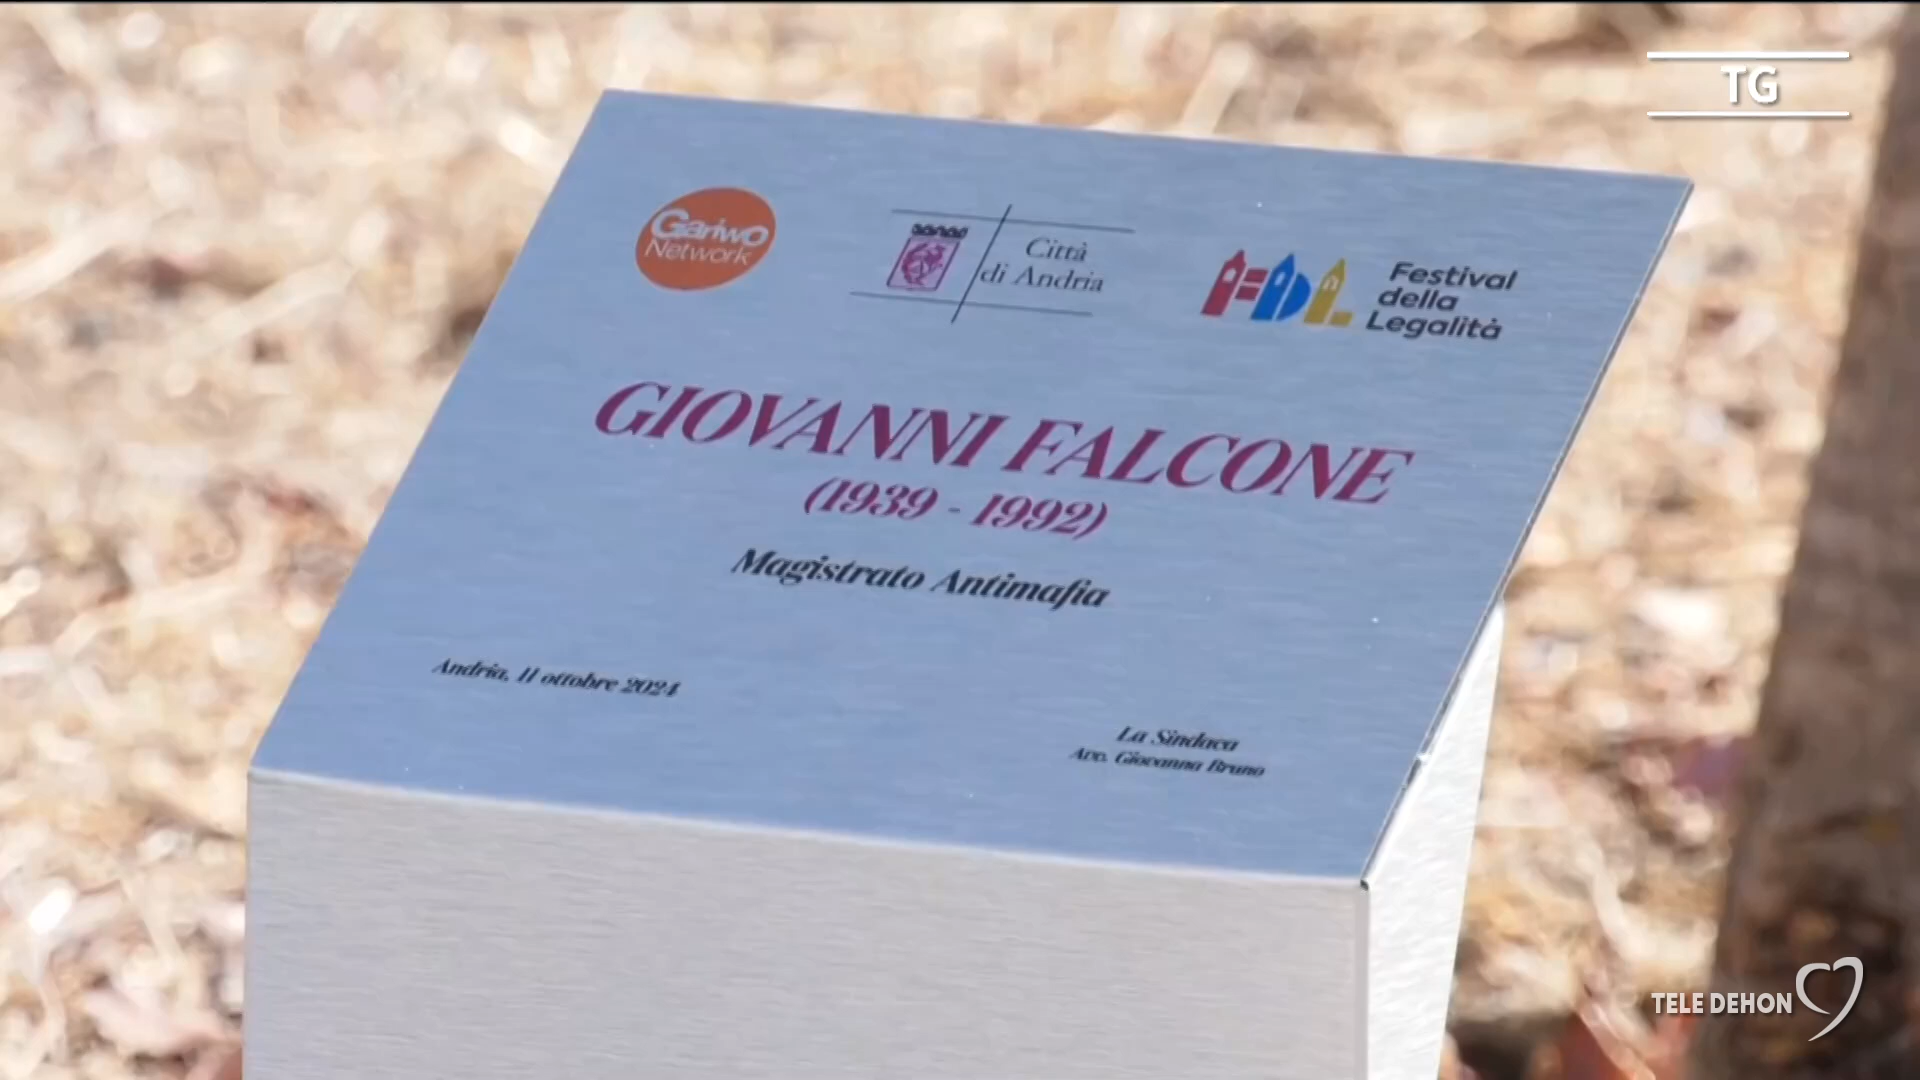 TG
Gariwo
Network
Città
di Andria
FDL
Festival
della
Legalità
GIOVANNI FALCONE
(1939 - 1992)
Magistrato Antimafia
Andria, 11 ottobre 2024
La Sindaca
Avv. Giovanna Bruno
TELE DEHON